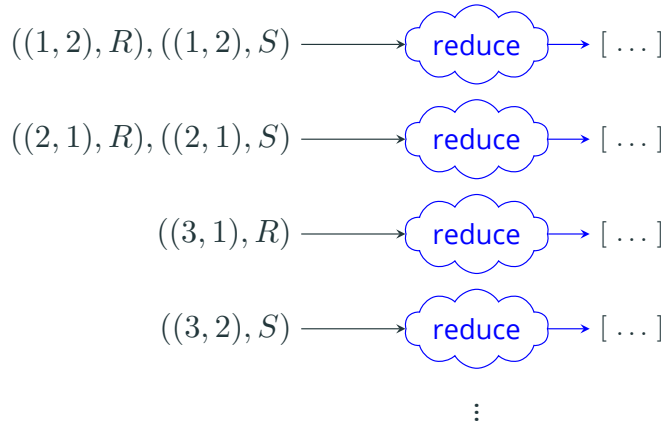 ((1, 2), R), ((1, 2), S) reduce [ … ]
((2, 1), R), ((2, 1), S) reduce [ … ]
((3, 1), R) reduce [ … ]
((3, 2), S) reduce [ … ]
⋮